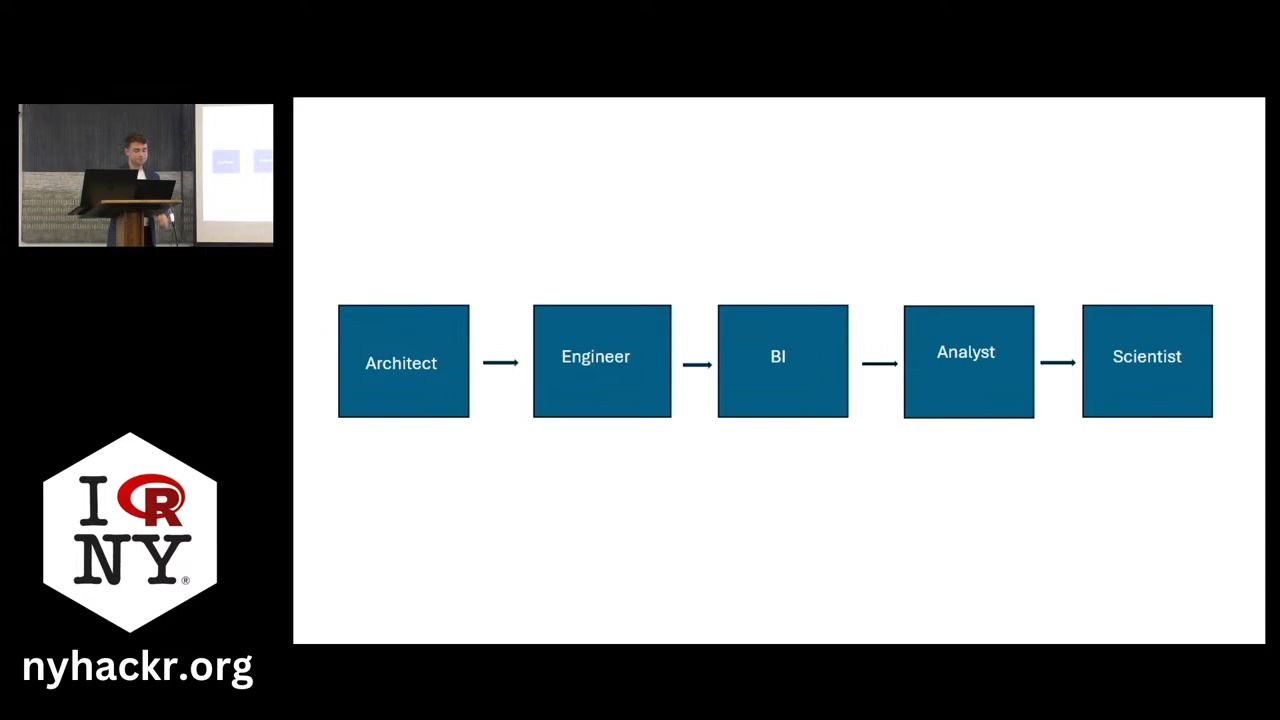 Architect
Engineer
BI
Analyst
Scientist
I R
NY®
nyhackr.org